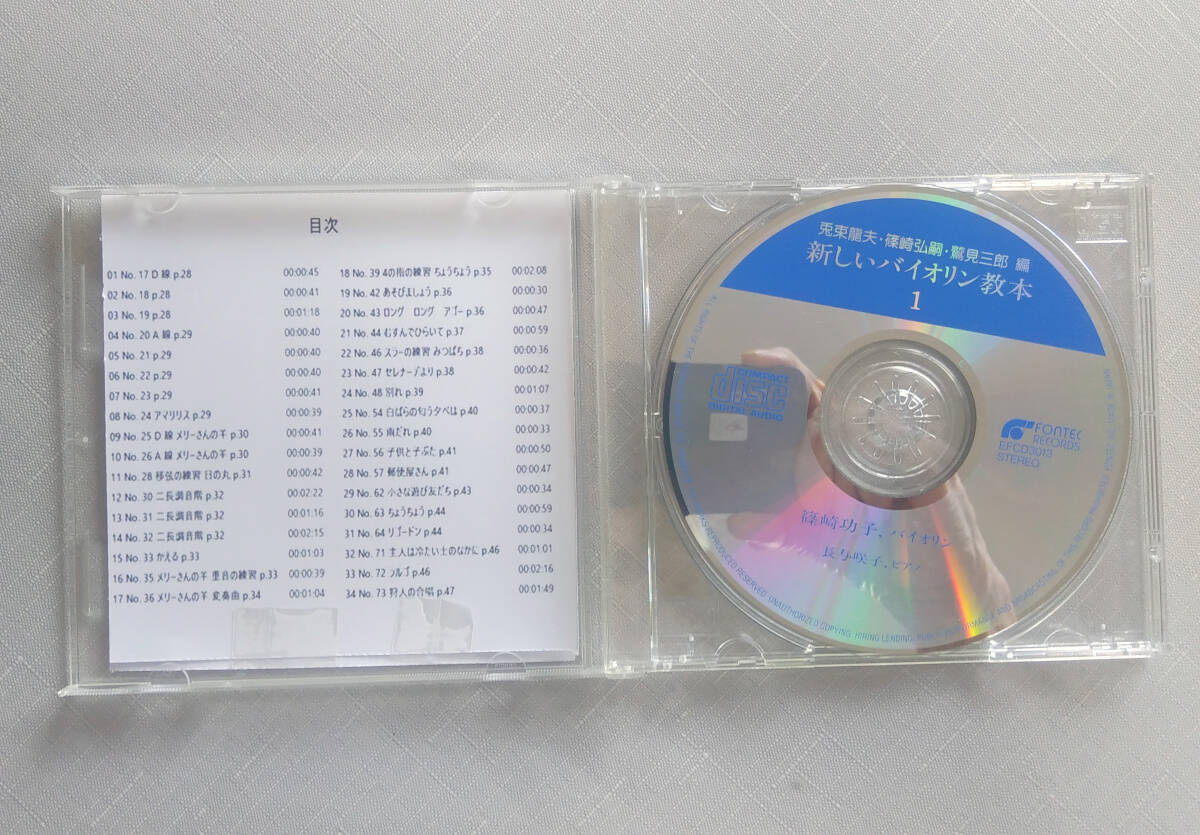 目次
01 No. 17 D 線 p.28 00:00:45
02 No. 18 p.28 00:00:41
03 No. 19 p.28 00:01:18
04 No. 20 A 線 p.29 00:00:40
05 No. 21 p.29 00:00:40
06 No. 22 p.29 00:00:40
07 No. 23 p.29 00:00:41
08 No. 24 アマリリス p.29 00:00:39
09 No. 25 D 線 メリーさんの羊 p.30 00:00:41
10 No. 26 A 線 メリーさんの羊 p.30 00:00:39
11 No. 28 移弦の練習 日の丸 p.31 00:00:42
12 No. 30 二長調音階 p.32 00:02:22
13 No. 31 二長調音階 p.32 00:01:16
14 No. 32 二長調音階 p.32 00:02:15
15 No. 33 かえる p.33 00:01:03
16 No. 35 メリーさんの羊 重音の練習 p.33 00:00:39
17 No. 36 メリーさんの羊 変奏曲 p.34 00:01:04
18 No. 39 4の指の練習 ちょうちょう p.35 00:02:08
19 No. 42 あそびましょう p.36 00:00:30
20 No. 43 ロング ロング アゴー p.36 00:00:47
21 No. 44 むすんでひらいて p.37 00:00:59
22 No. 46 スラーの練習 みつばち p.38 00:00:36
23 No. 47 セレナーデより p.38 00:00:42
24 No. 48 別れ p.39 00:01:07
25 No. 54 白ばらの匂う夕べは p.40 00:00:37
26 No. 55 雨だれ p.40 00:00:33
27 No. 56 子供と子ぶた p.41 00:00:50
28 No. 57 郵便屋さん p.41 00:00:47
29 No. 62 小さな遊び友だち p.43 00:00:34
30 No. 63 ちょうちょう p.44 00:00:59
31 No. 64 リゴードン p.44 00:00:34
32 No. 71 主人は冷たい土のなかに p.46 00:01:01
33 No. 72 ラルゴ p.46 00:02:16
34 No. 73 狩人の合唱 p.47 00:01:49
兎束龍夫・篠崎弘嗣・鷲見三郎 編
新しいバイオリン教本
1
COMPACT
disc
DIGITAL AUDIO
FONTEC
RECORDS
EFCD3013
STEREO
篠崎功子、バイオリン
長与咲子、ピアノ
REPRODUCED RESERVED. UNAUTHORIZED COPYING, HIRING LENDING, PUBLIC PERFORMANCE AND BROADCASTING OF THIS RECORD PROHIBITED